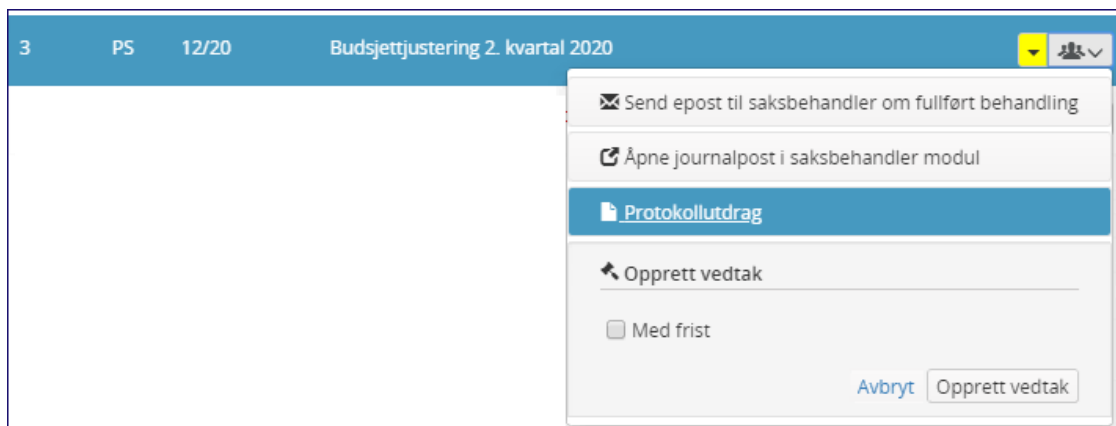 3 PS 12/20 Budsjettjustering 2. kvartal 2020
Send epost til saksbehandler om fullført behandling
Åpne journalpost i saksbehandler modul
Protokollutdrag
Opprett vedtak
Med frist
Avbryt Opprett vedtak